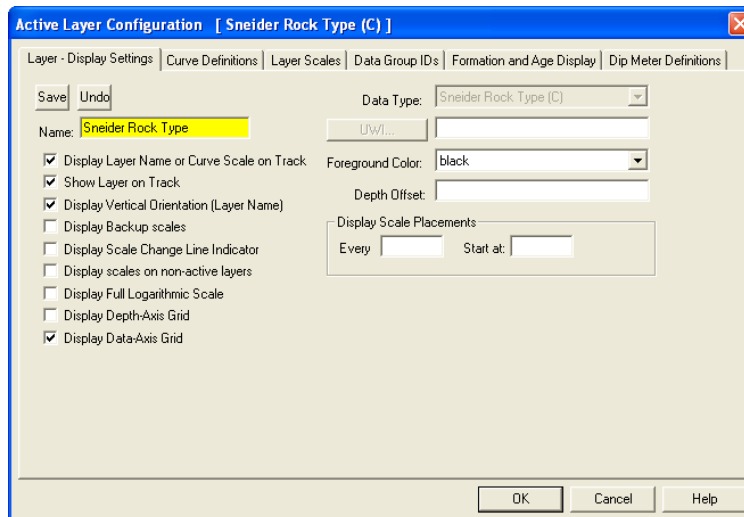 Active Layer Configuration [ Sneider Rock Type (C) ]
Layer - Display Settings Curve Definitions Layer Scales Data Group IDs Formation and Age Display Dip Meter Definitions
Save Undo
Name: Sneider Rock Type
Display Layer Name or Curve Scale on Track
Show Layer on Track
Display Vertical Orientation (Layer Name)
Display Backup scales
Display Scale Change Line Indicator
Display scales on non-active layers
Display Full Logarithmic Scale
Display Depth-Axis Grid
Display Data-Axis Grid
Data Type: Sneider Rock Type (C)
UWI...
Foreground Color: black
Depth Offset:
Display Scale Placements
Every Start at:
OK Cancel Help